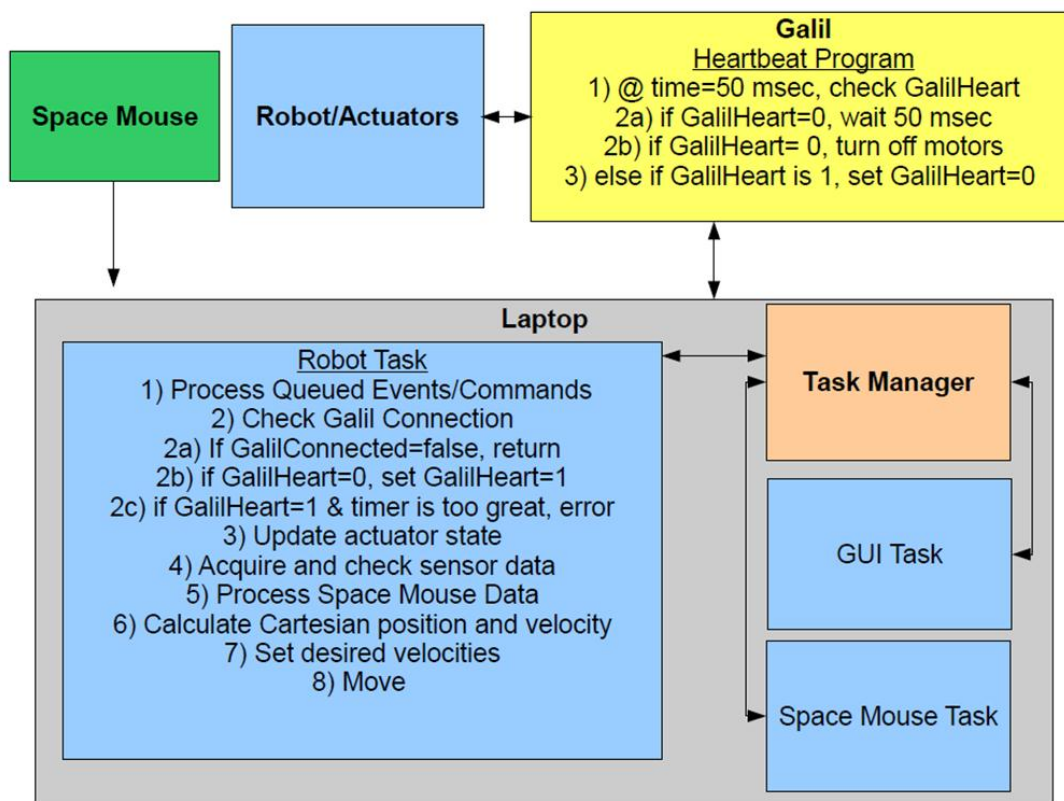 Space Mouse
Robot/Actuators
Galil
Heartbeat Program
1) @ time=50 msec, check GalilHeart
2a) if GalilHeart=0, wait 50 msec
2b) if GalilHeart= 0, turn off motors
3) else if GalilHeart is 1, set GalilHeart=0
Laptop
Robot Task
1) Process Queued Events/Commands
2) Check Galil Connection
2a) If GalilConnected=false, return
2b) if GalilHeart=0, set GalilHeart=1
2c) if GalilHeart=1 & timer is too great, error
3) Update actuator state
4) Acquire and check sensor data
5) Process Space Mouse Data
6) Calculate Cartesian position and velocity
7) Set desired velocities
8) Move
Task Manager
GUI Task
Space Mouse Task